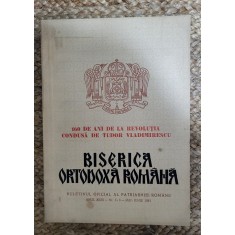 160 DE ANI DE LA REVOLUȚIA
CONDUSĂ DE TUDOR VLADIMIRESCU
BISERICA
ORTODOXĂ ROMÂNĂ
BULETINUL OFICIAL AL PATRIARHIEI ROMÂNE